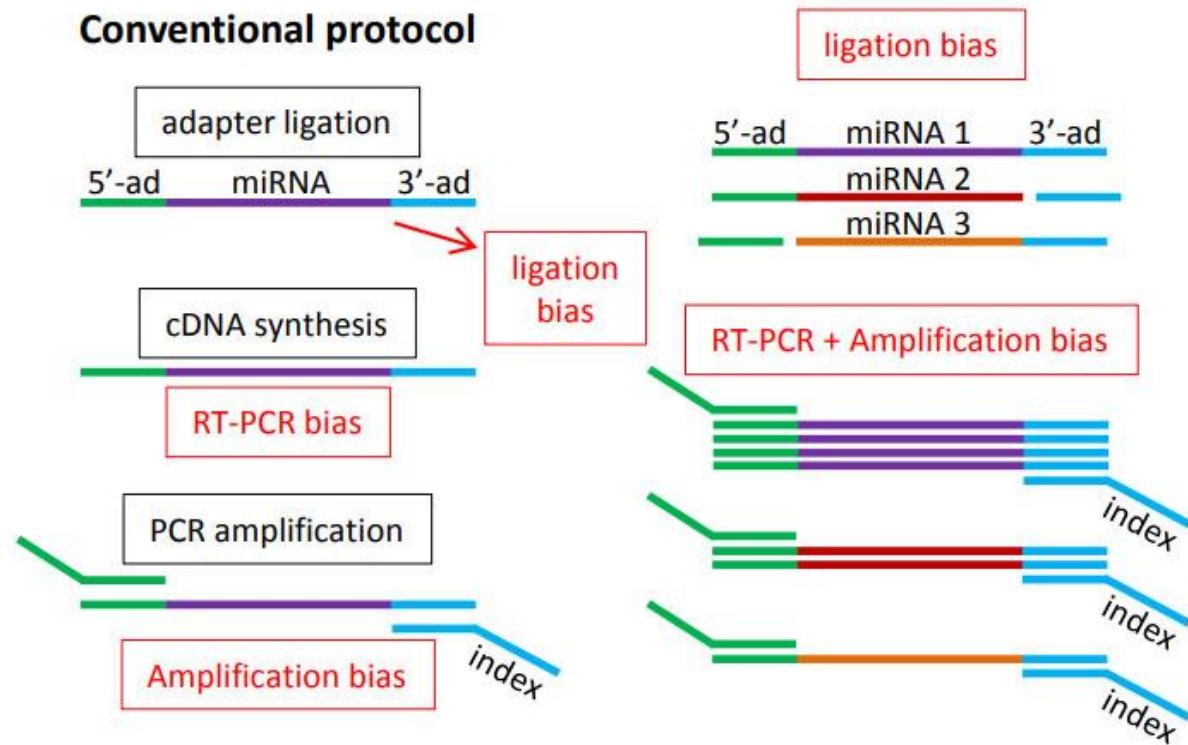 Conventional protocol
adapter ligation
5’-ad miRNA 3’-ad
ligation
bias
cDNA synthesis
RT-PCR bias
PCR amplification
index
Amplification bias
ligation bias
5’-ad miRNA 1 3’-ad
miRNA 2
miRNA 3
RT-PCR + Amplification bias
index
index
index